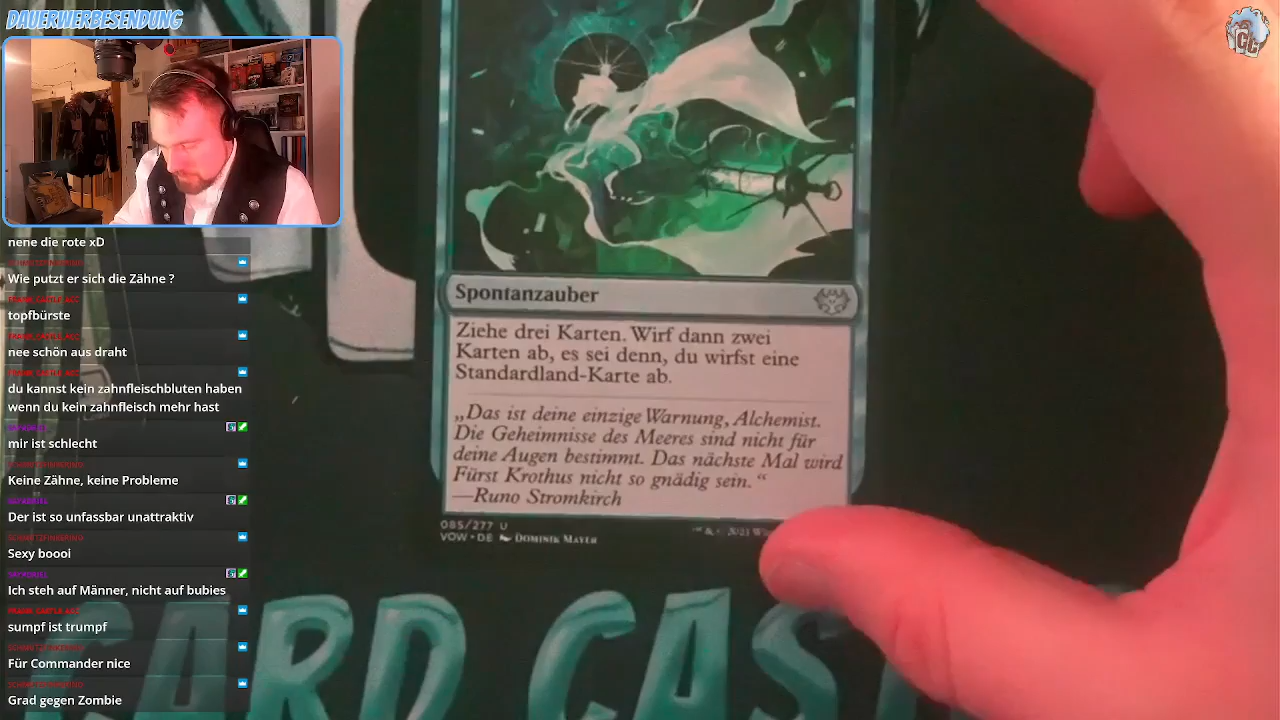 DAUERWERBESENDUNG
GG
nene die rote xD
Wie putzt er sich die Zähne ?
topfbürste
nee schön aus draht
du kannst kein zahnfleischbluten haben
wenn du kein zahnfleisch mehr hast
mir ist schlecht
Keine Zähne, keine Probleme
Der ist so unfassbar unattraktiv
Sexy boooi
Ich steh auf Männer, nicht auf bubies
sumpf ist trumpf
Für Commander nice
Grad gegen Zombie
Spontanzauber
Ziehe drei Karten. Wirf dann zwei
Karten ab, es sei denn, du wirfst eine
Standardland-Karte ab.
„Das ist deine einzige Warnung, Alchemist.
Die Geheimnisse des Meeres sind nicht für
deine Augen bestimmt. Das nächste Mal wird
Fürst Krothus nicht so gnädig sein.“
—Runo Stromkirch
085/277 U
VOW • DE DOMINIK MAYER
CARD CAS